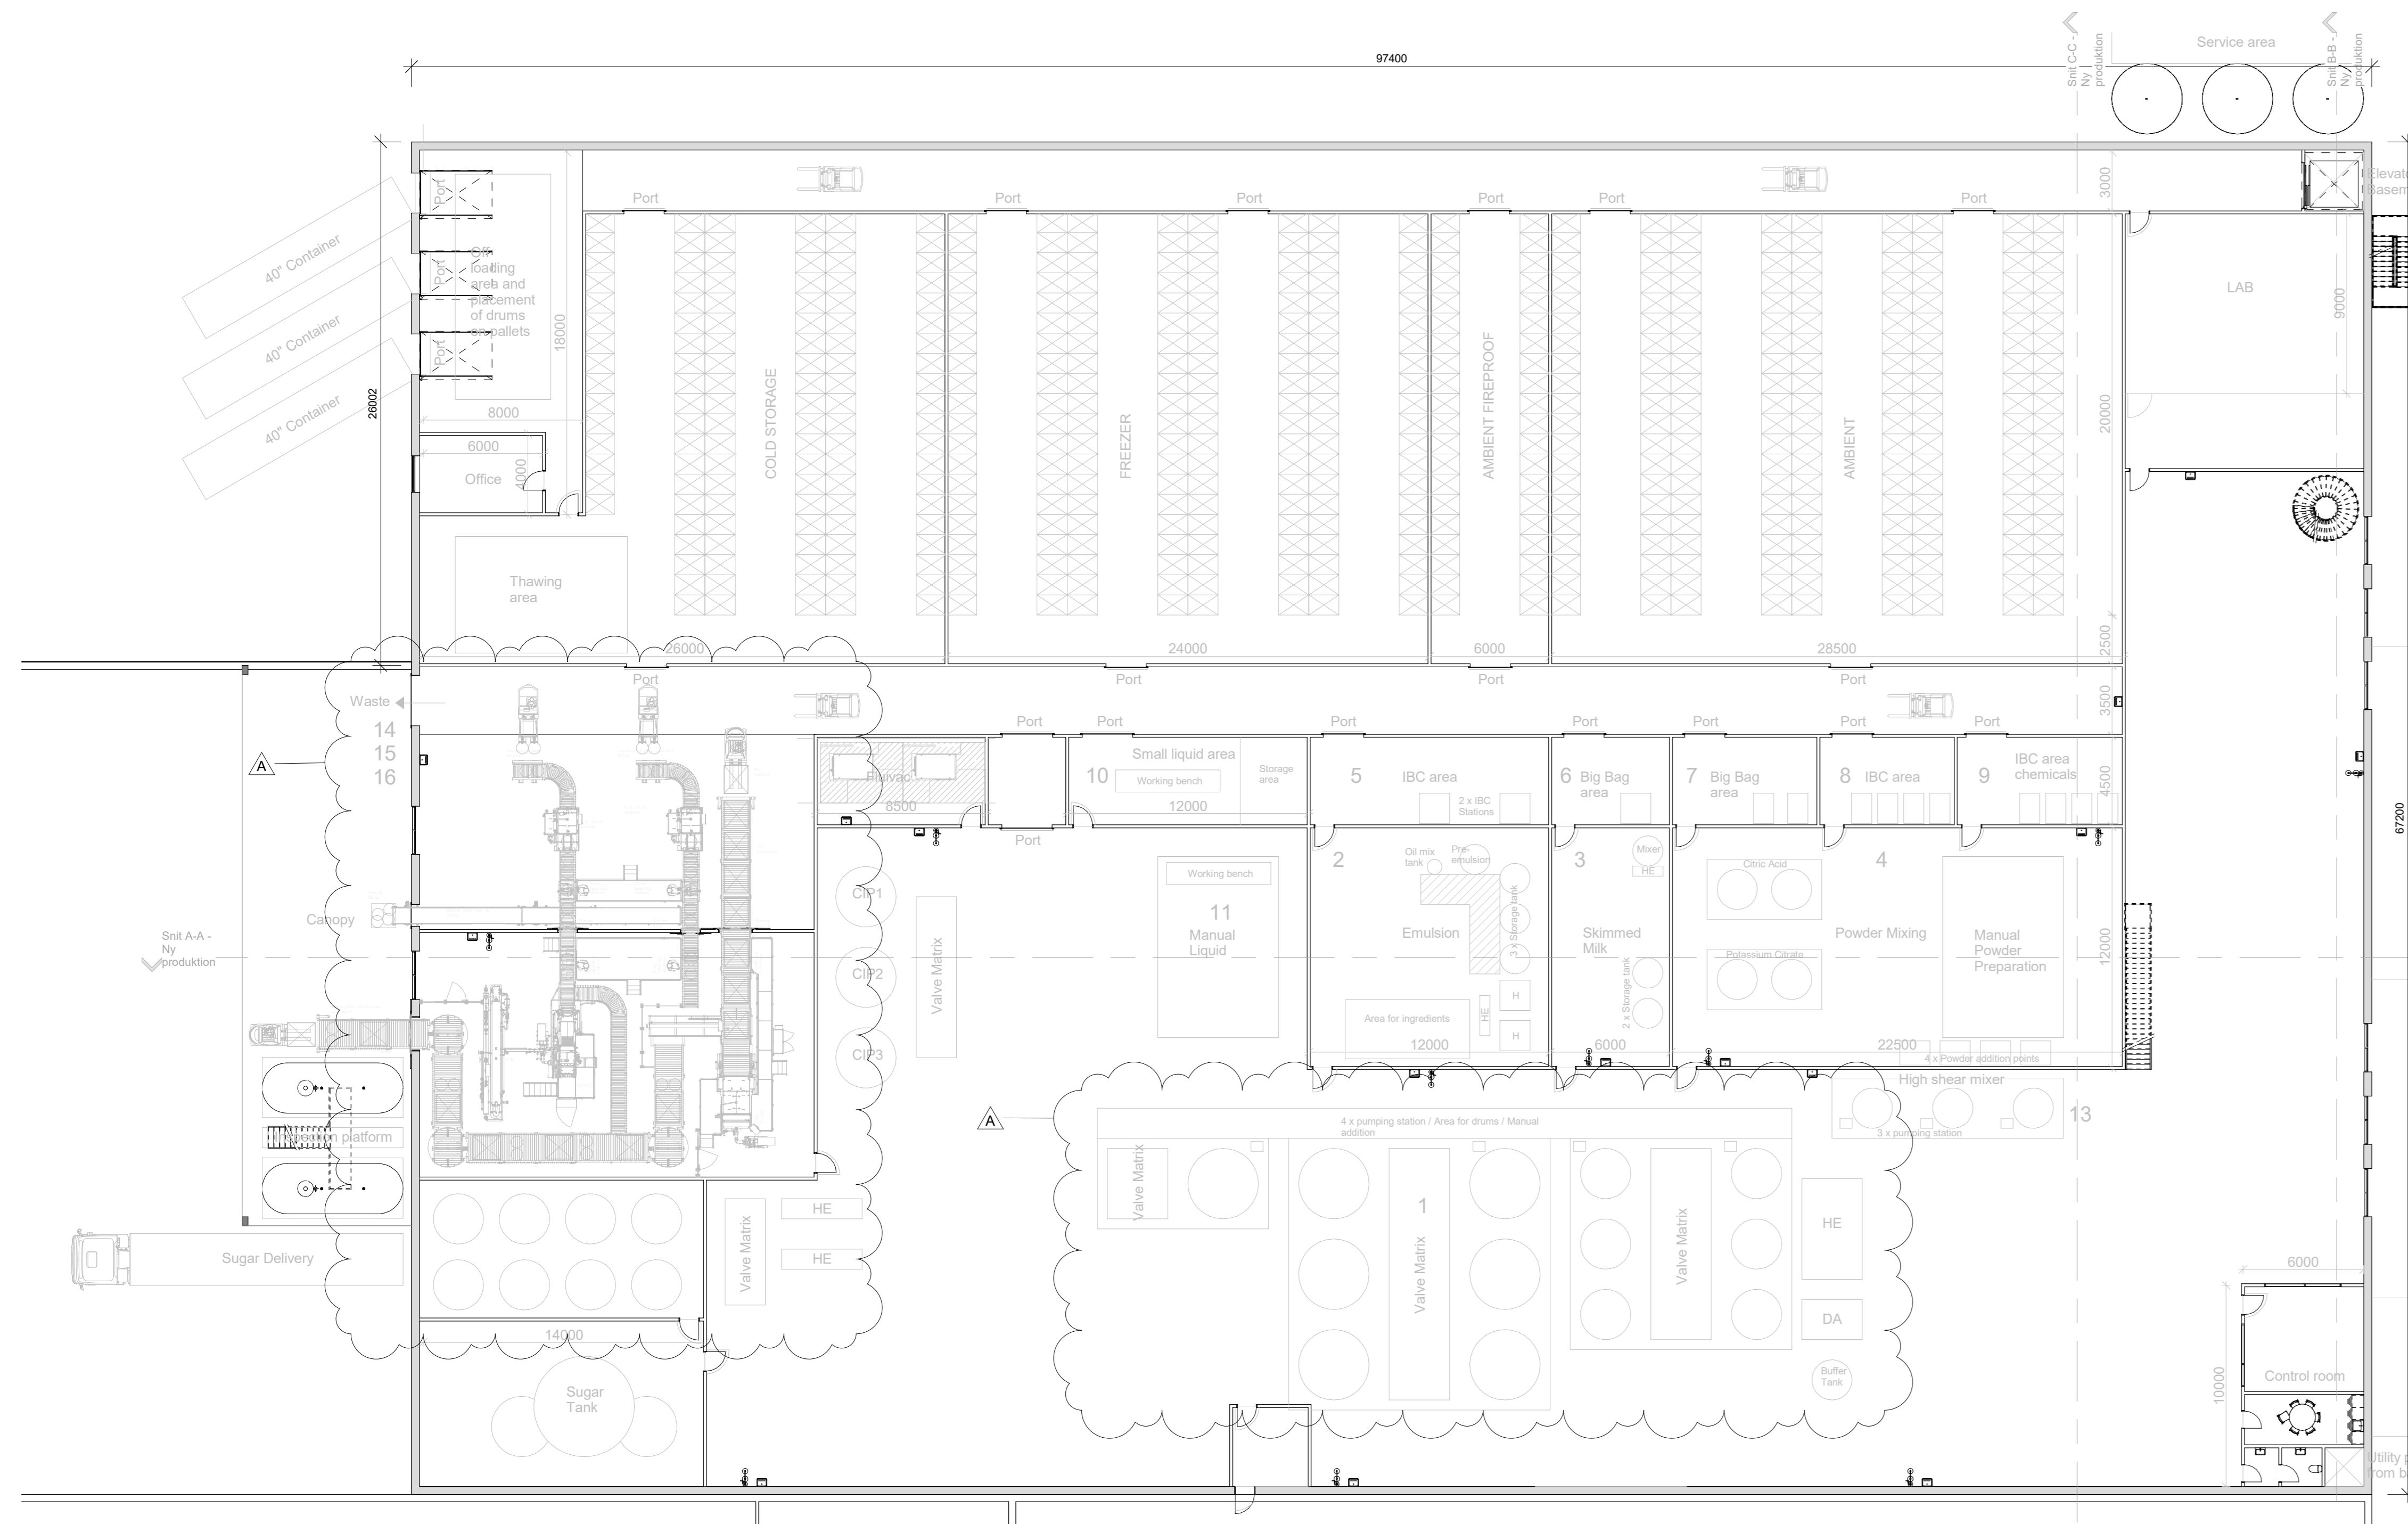 97400
Snit C-C -
Ny
produktion
Service area
Snit B-B -
Ny
produktion
Port
Port
Port
Port
Port
Port
3000
Port
Port
Port
40" Container
40" Container
40" Container
Off
loading
area and
placement
of drums
on pallets
18000
26002
8000
6000
4000
Office
COLD STORAGE
FREEZER
AMBIENT FIREPROOF
AMBIENT
20000
LAB
9000
Thawing
area
26000
24000
6000
28500
2500
Port
Port
Port
Port
3500
Waste
14
15
16
A
Port
Port
Port
Port
Port
Port
Port
8500
10
Small liquid area
Working bench
Storage
area
12000
5
IBC area
2 x IBC
Stations
6
Big Bag
area
7
Big Bag
area
8
IBC area
9
IBC area
chemicals
4500
67200
Port
CIP1
CIP2
CIP3
Valve Matrix
Working bench
11
Manual
Liquid
2
Oil mix
tank
Pre-
emulsion
3 x Storage tank
Emulsion
Area for ingredients
HE
H
H
12000
3
Mixer
HE
Skimmed
Milk
2 x Storage tank
6000
4
Citric Acid
Potassium Citrate
Powder Mixing
Manual
Powder
Preparation
12000
22500
4 x Powder addition points
High shear mixer
3 x pumping station
13
Canopy
Snit A-A -
Ny
produktion
Inspection platform
Sugar Delivery
Valve Matrix
HE
HE
14000
Sugar
Tank
A
4 x pumping station / Area for drums / Manual
addition
Valve Matrix
1
Valve Matrix
Valve Matrix
HE
DA
Buffer
Tank
6000
10000
Control room